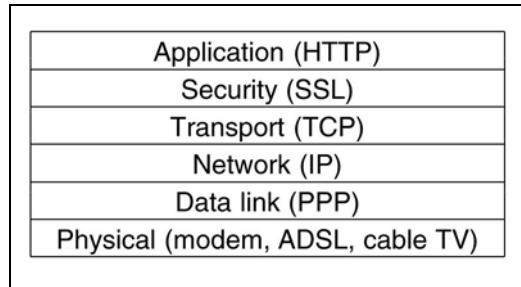 Application (HTTP)
Security (SSL)
Transport (TCP)
Network (IP)
Data link (PPP)
Physical (modem, ADSL, cable TV)